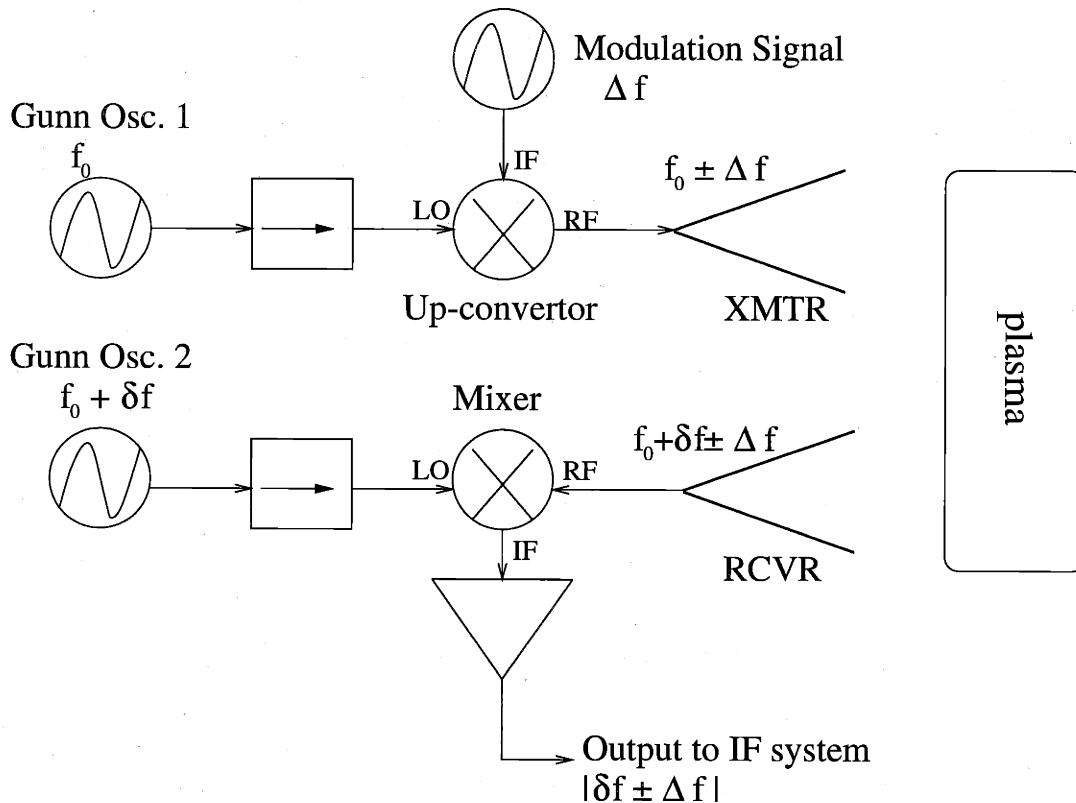 Modulation Signal
Δ f
Gunn Osc. 1
f₀
IF
LO
RF
f₀ ± Δ f
Up-convertor
XMTR
plasma
Gunn Osc. 2
f₀ + δf
Mixer
LO
RF
f₀+δf± Δ f
IF
RCVR
Output to IF system
|δf ± Δ f|